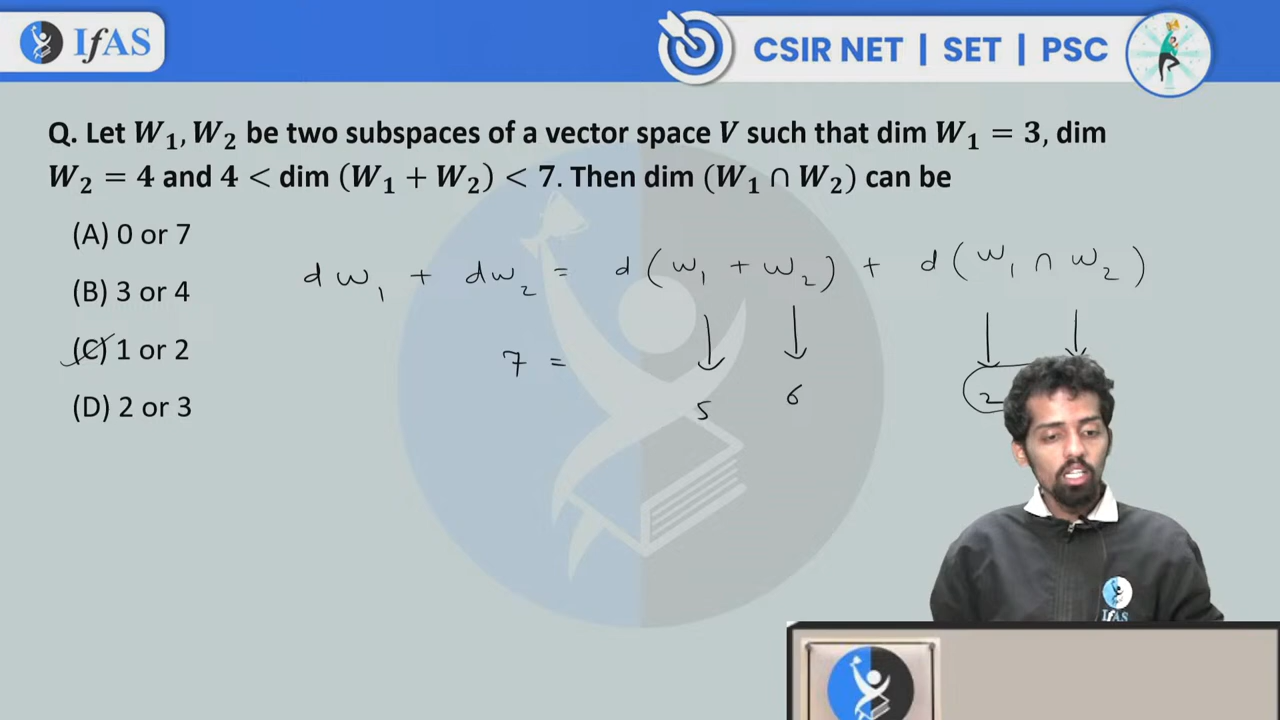 IfAS
CSIR NET | SET | PSC
Q. Let W₁, W₂ be two subspaces of a vector space V such that dim W₁ = 3, dim
W₂ = 4 and 4 < dim (W₁ + W₂) < 7. Then dim (W₁ ∩ W₂) can be
(A) 0 or 7
(B) 3 or 4
(C) 1 or 2
(D) 2 or 3
dw₁ + dw₂ = d(w₁ + w₂) + d(w₁ ∩ w₂)
↓ ↓ ↓ ↓
7 = 5 6 2
IfAS